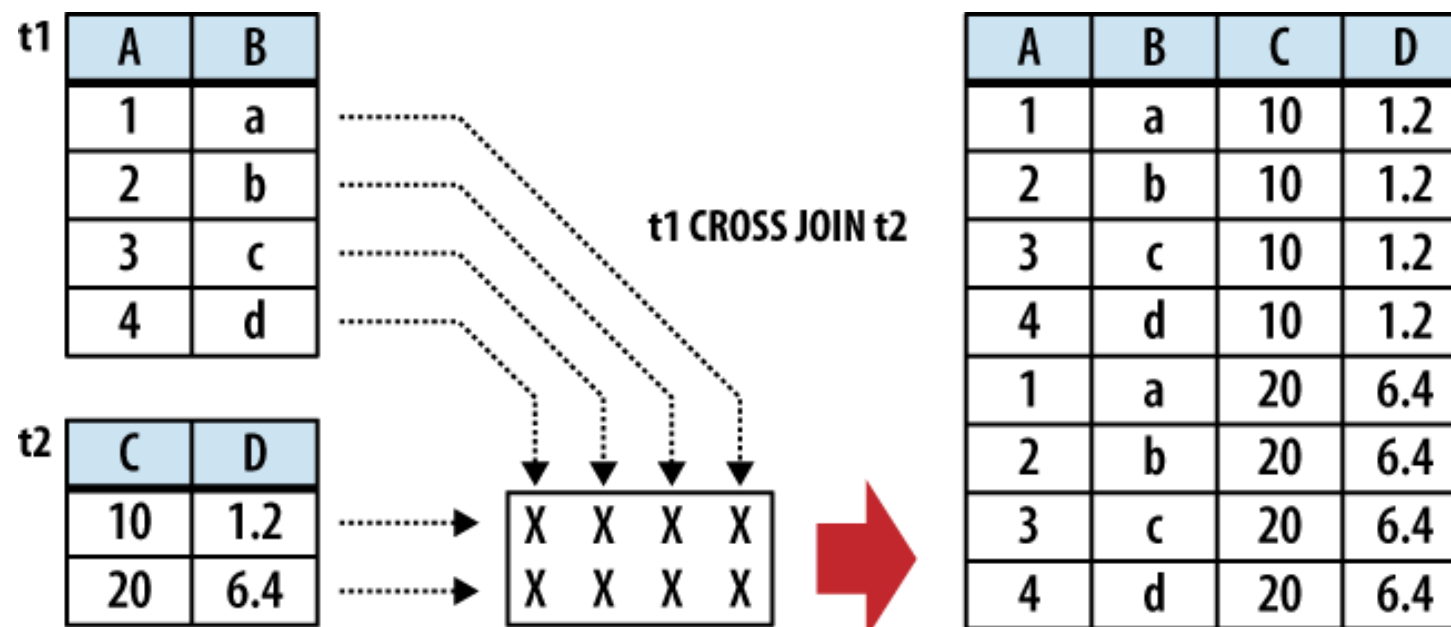 t1
A B
1 a
2 b
3 c
4 d
t2
C D
10 1.2
20 6.4
t1 CROSS JOIN t2
X X X X
X X X X
A B C D
1 a 10 1.2
2 b 10 1.2
3 c 10 1.2
4 d 10 1.2
1 a 20 6.4
2 b 20 6.4
3 c 20 6.4
4 d 20 6.4